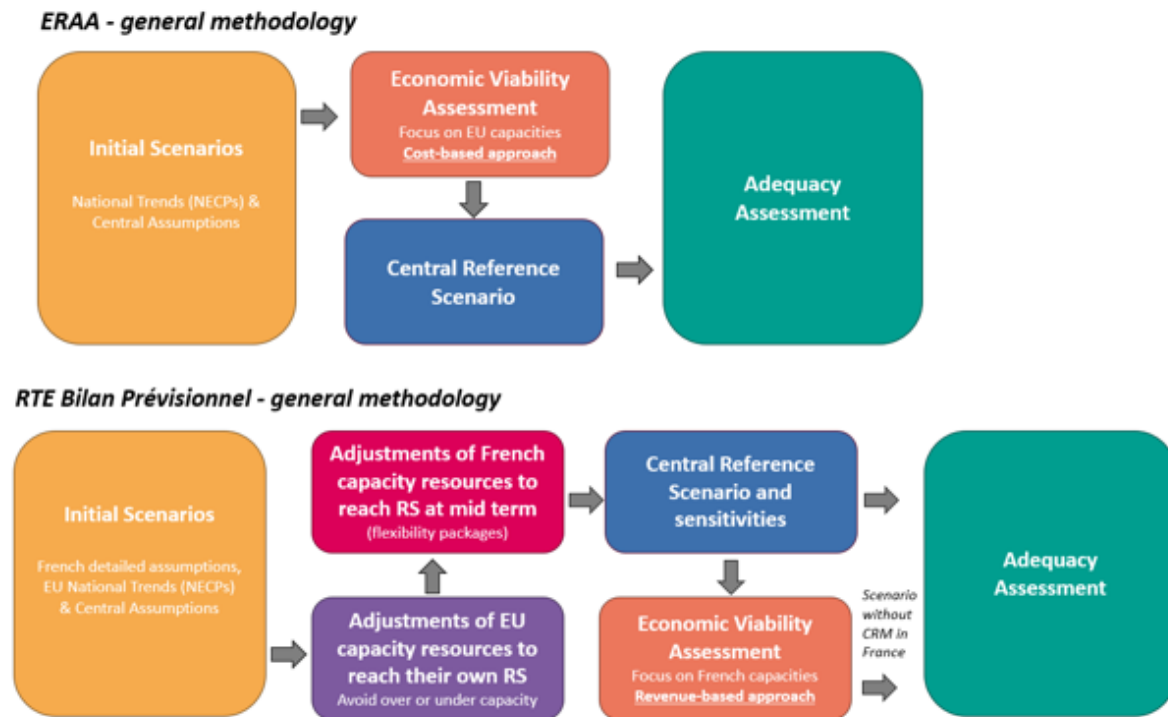 ERAA - general methodology
Initial Scenarios
National Trends (NECPs) &
Central Assumptions
Economic Viability
Assessment
Focus on EU capacities
Cost-based approach
Central Reference
Scenario
Adequacy
Assessment
RTE Bilan Prévisionnel - general methodology
Initial Scenarios
French detailed assumptions,
EU National Trends (NECPs)
& Central Assumptions
Adjustments of EU
capacity resources to
reach their own RS
Avoid over or under capacity
Adjustments of French
capacity resources to
reach RS at mid term
(flexibility packages)
Central Reference
Scenario and
sensitivities
Economic Viability
Assessment
Focus on French capacities
Revenue-based approach
Scenario
without
CRM in
France
Adequacy
Assessment